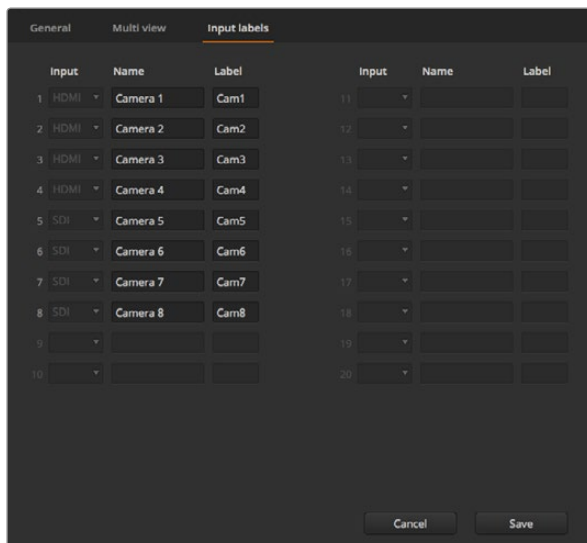 General Multi view Input labels
Input Name Label Input Name Label
1 HDMI Camera 1 Cam1 11
2 HDMI Camera 2 Cam2 12
3 HDMI Camera 3 Cam3 13
4 HDMI Camera 4 Cam4 14
5 SDI Camera 5 Cam5 15
6 SDI Camera 6 Cam6 16
7 SDI Camera 7 Cam7 17
8 SDI Camera 8 Cam8 18
9 19
10 20
Cancel Save